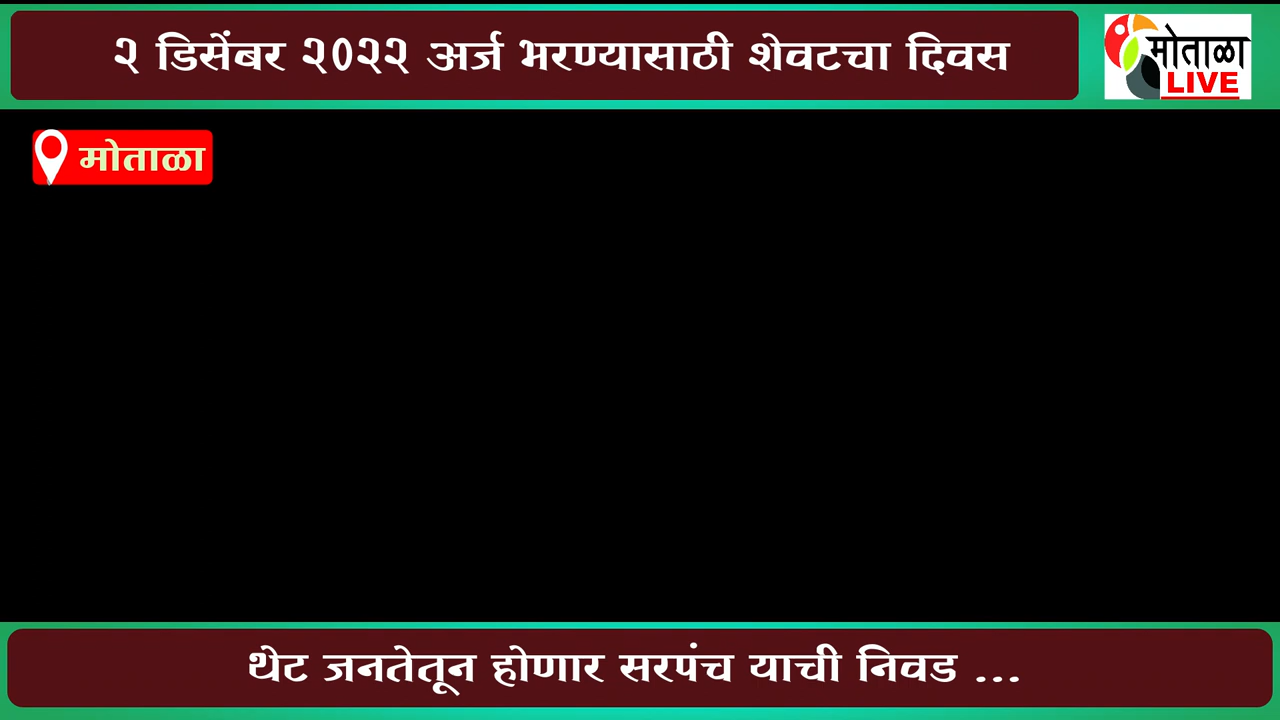 २ डिसेंबर २०२२ अर्ज भरण्यासाठी शेवटचा दिवस
मोताळा
LIVE
मोताळा
थेट जनतेतून होणार सरपंच याची निवड ...